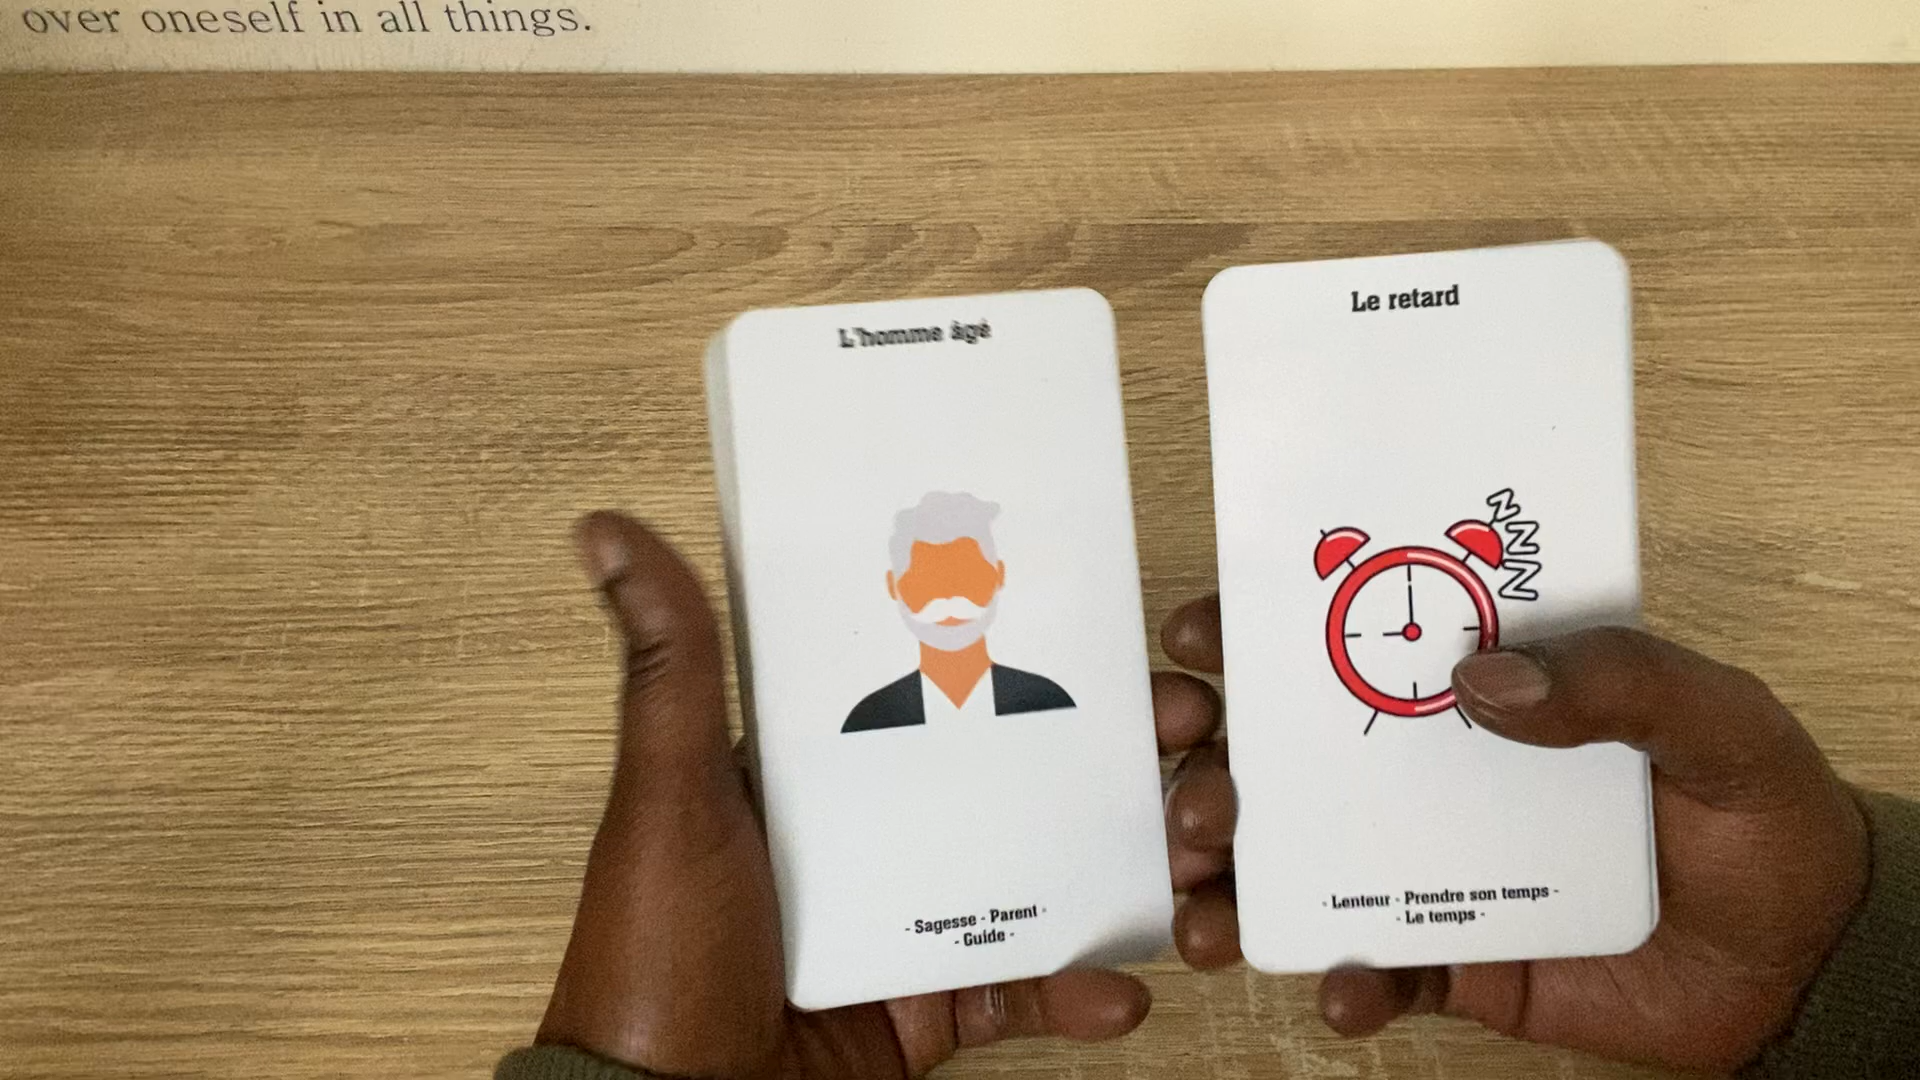 over oneself in all things.
L'homme âgé
- Sagesse - Parent -
- Guide -
Le retard
- Lenteur - Prendre son temps -
- Le temps -
z
z
z